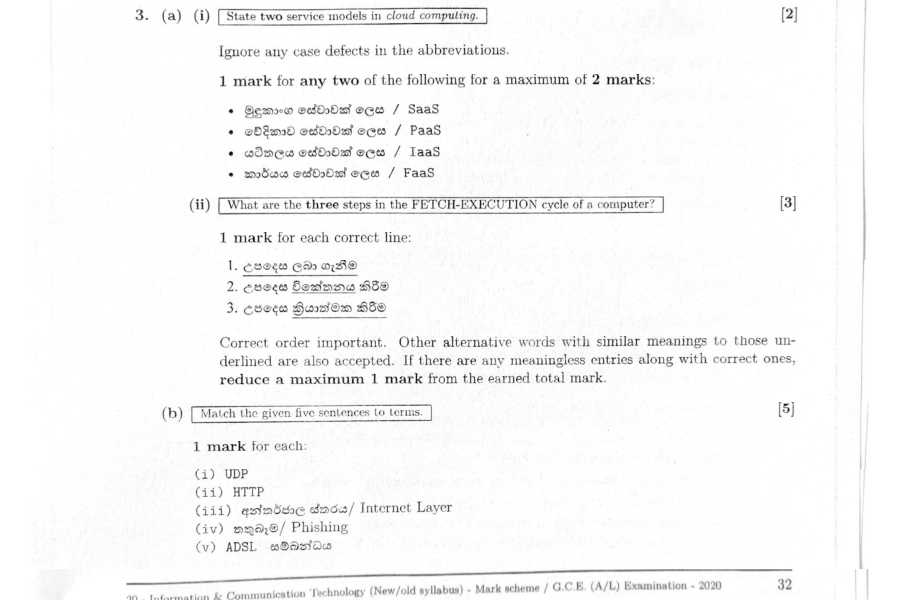 3. (a) (i) State two service models in cloud computing. [2]
Ignore any case defects in the abbreviations.
1 mark for any two of the following for a maximum of 2 marks:
• මෘදුකාංග සේවාවක් ලෙස / SaaS
• වේදිකාව සේවාවක් ලෙස / PaaS
• යටිතලය සේවාවක් ලෙස / IaaS
• කාර්යය සේවාවක් ලෙස / FaaS
(ii) What are the three steps in the FETCH-EXECUTION cycle of a computer? [3]
1 mark for each correct line:
1. උපදෙස ලබා ගැනීම
2. උපදෙස විකේතනය කිරීම
3. උපදෙස ක්‍රියාත්මක කිරීම
Correct order important. Other alternative words with similar meanings to those un-
derlined are also accepted. If there are any meaningless entries along with correct ones,
reduce a maximum 1 mark from the earned total mark.
(b) Match the given five sentences to terms. [5]
1 mark for each:
(i) UDP
(ii) HTTP
(iii) අන්තර්ජාල ස්තරය/ Internet Layer
(iv) තතුබෑම/ Phishing
(v) ADSL සම්බන්ධය
20 - Information & Communication Technology (New/old syllabus) - Mark scheme / G.C.E. (A/L) Examination - 2020 32